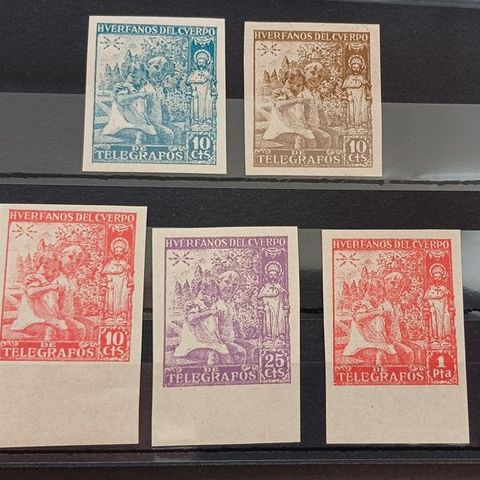 HVERFANOS DEL CVERPO
10
Cts
DE
TELEGRAFOS
HVERFANOS DEL CVERPO
10
Cts
DE
TELEGRAFOS
HVERFANOS DEL CVERPO
10
Cts
DE
TELEGRAFOS
HVERFANOS DEL CVERPO
25
Cts
DE
TELEGRAFOS
HVERFANOS DEL CVERPO
1
Pta
DE
TELEGRAFOS